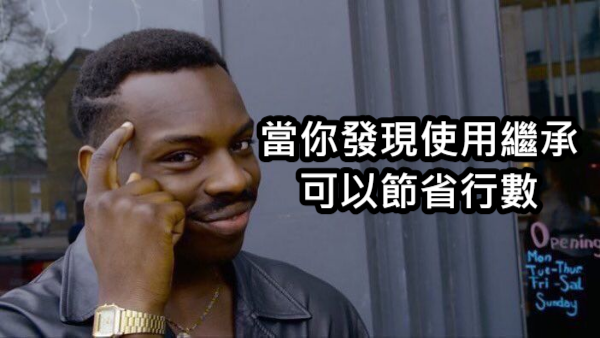 當你發現使用繼承
可以節省行數
Opening
Mon
Tue-Thur
Fri-Sat
Sunday